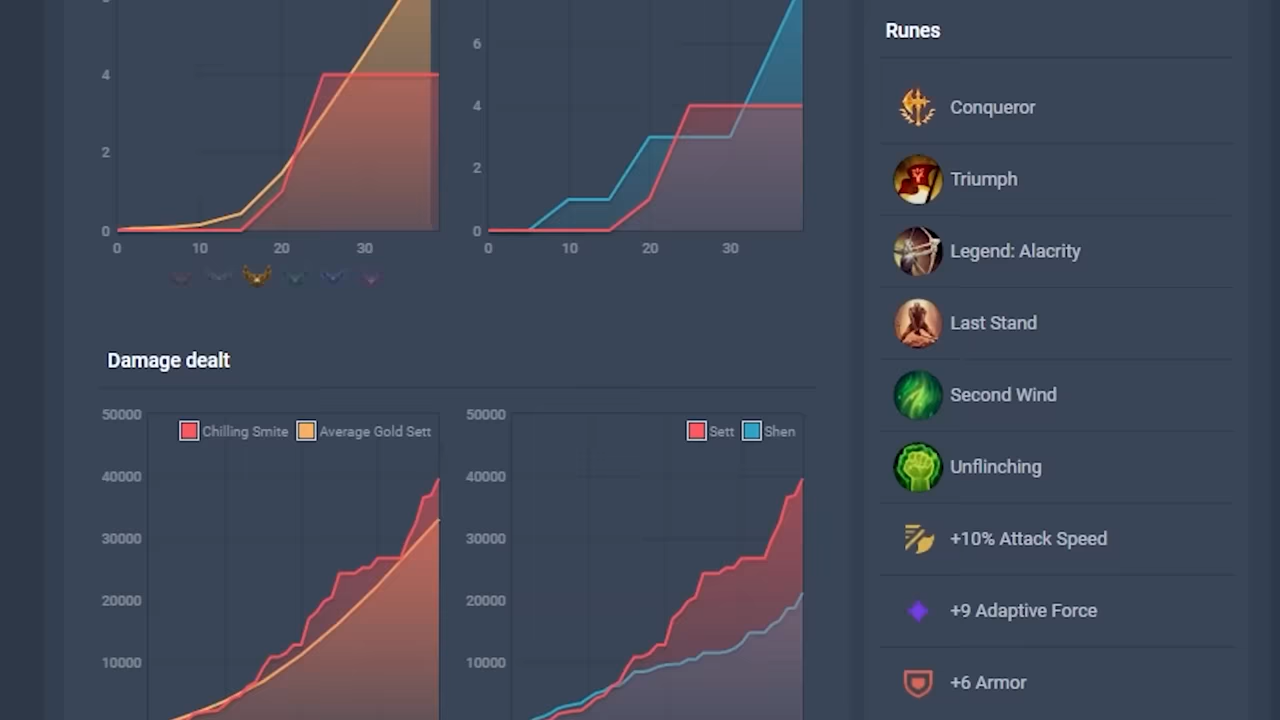 4
2
0
0 10 20 30
6
4
2
0
0 10 20 30
Damage dealt
50000
40000
30000
20000
10000
Chilling Smite Average Gold Sett
50000
40000
30000
20000
10000
Sett Shen
Runes
Conqueror
Triumph
Legend: Alacrity
Last Stand
Second Wind
Unflinching
+10% Attack Speed
+9 Adaptive Force
+6 Armor